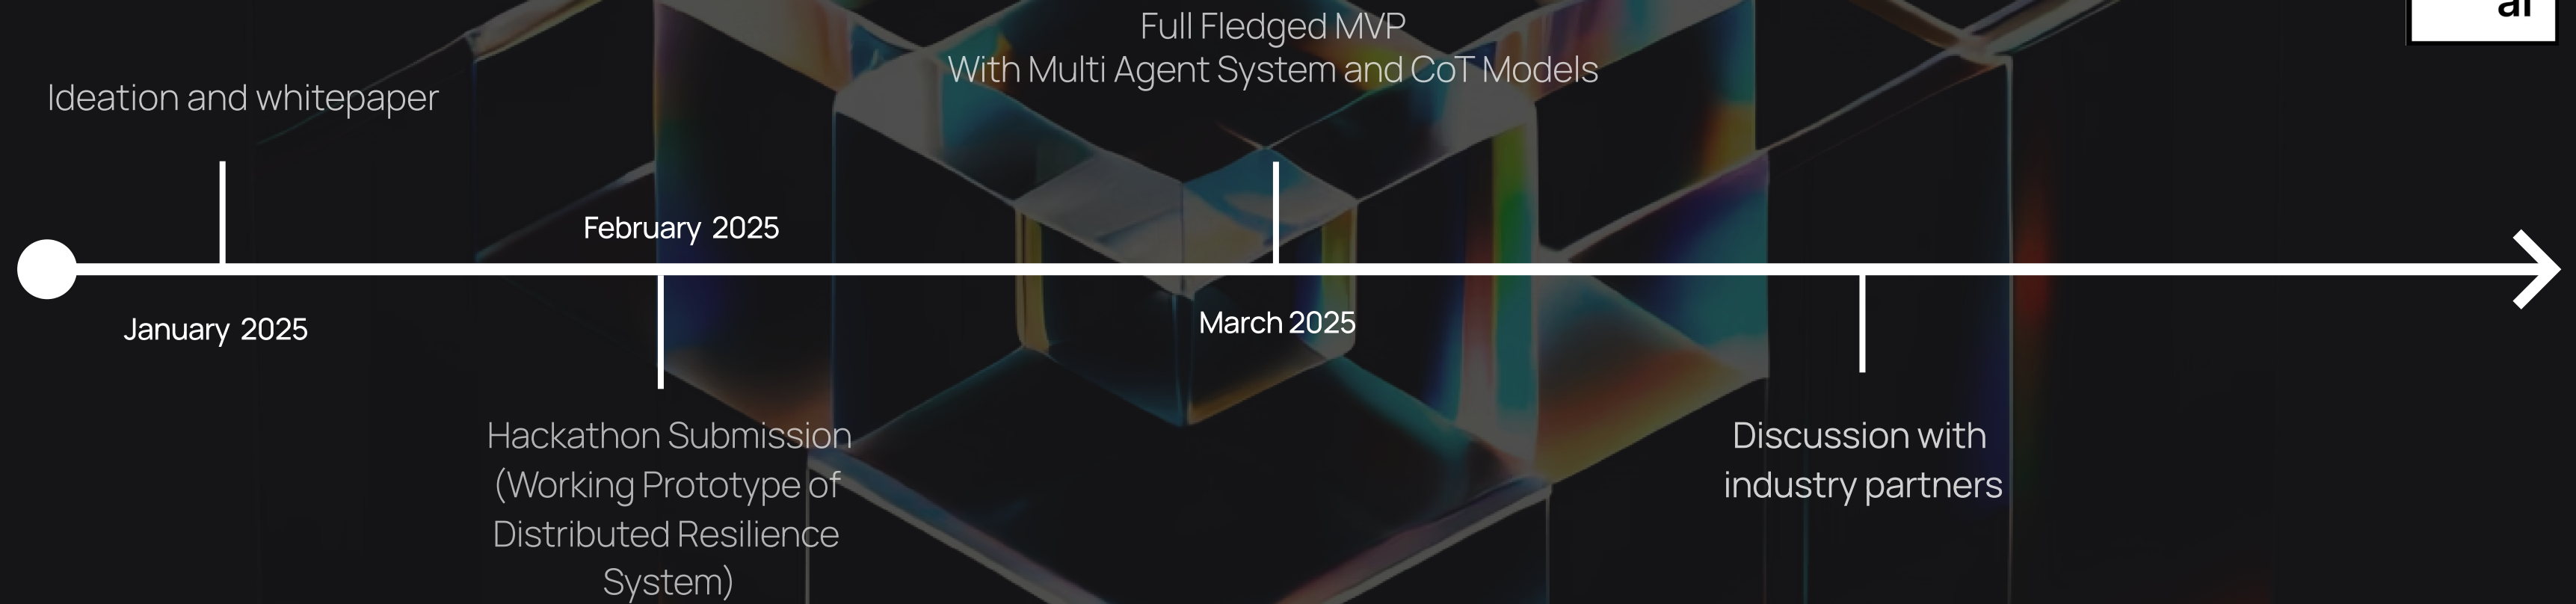 Full Fledged MVP
With Multi Agent System and CoT Models
Ideation and whitepaper
February 2025
January 2025
March 2025
Hackathon Submission
(Working Prototype of
Distributed Resilience
System)
Discussion with
industry partners